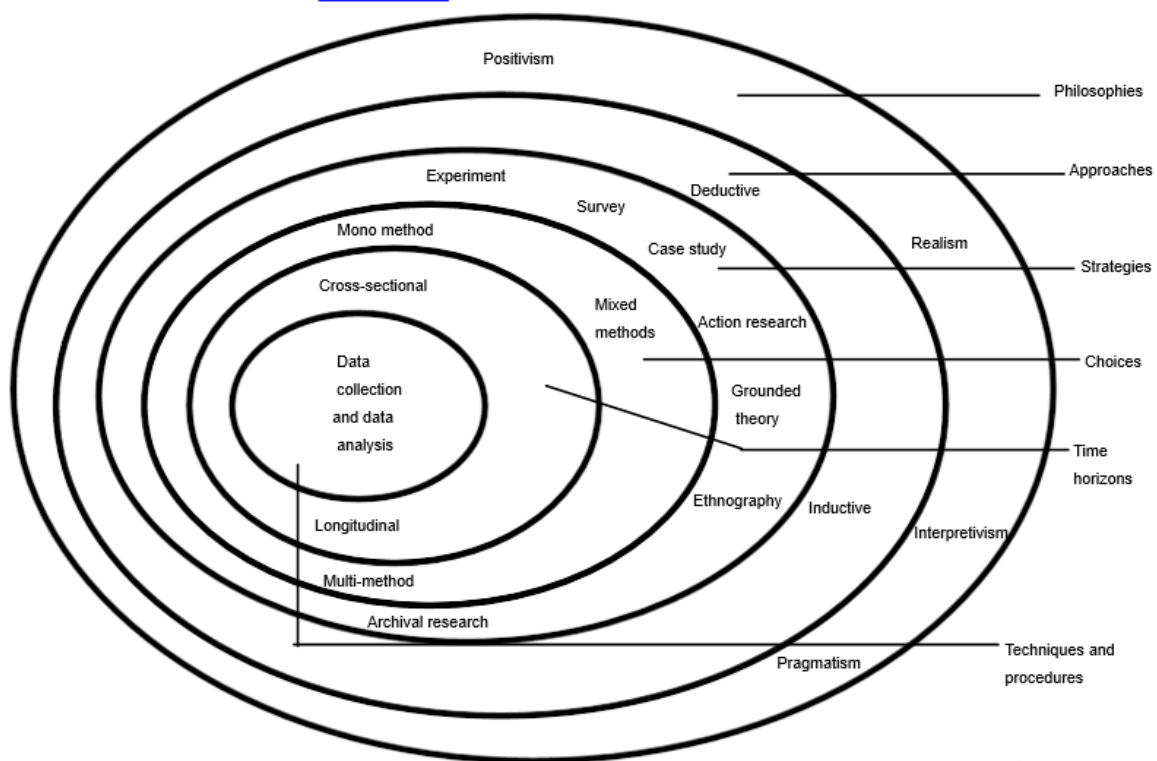 Positivism
Philosophies
Approaches
Experiment
Deductive
Survey
Mono method
Case study
Realism
Strategies
Cross-sectional
Mixed
methods
Action research
Data
collection
and data
analysis
Choices
Grounded
theory
Time
horizons
Ethnography
Inductive
Longitudinal
Interpretivism
Multi-method
Archival research
Techniques and
procedures
Pragmatism